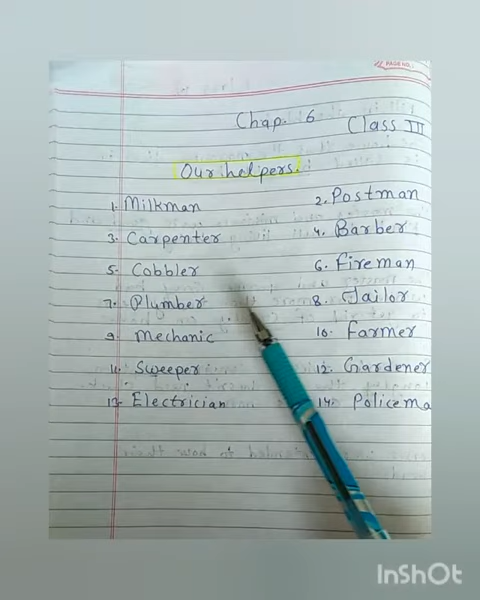 PAGE NO.:
Chap. 6 Class III
Our helpers.
1. Milkman 2. Postman
3. Carpenter 4. Barber
5. Cobbler 6. Fireman
7. Plumber 8. Tailor
9. Mechanic 10. Farmer
11. Sweeper 12. Gardener
13. Electrician 14. Policema
InShOt